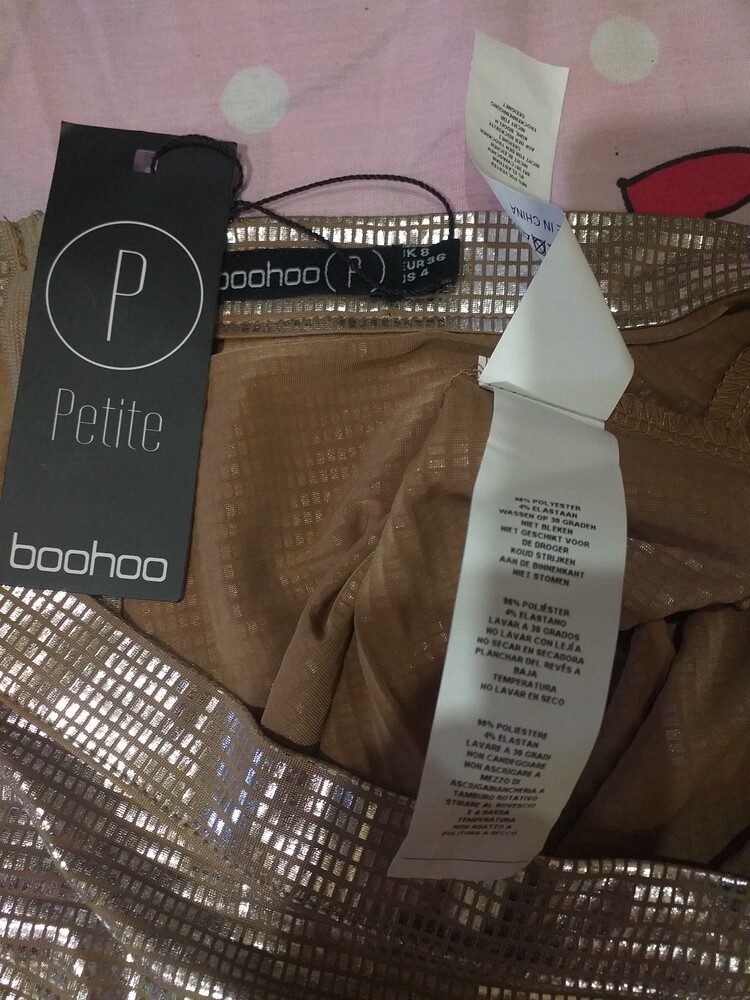 P
Petite
boohoo
boohoo P
UK 8
EUR 36
US 4
IN CHINA
96% POLYESTER
4% ELASTAAN
WASSEN OP 30 GRADEN
NIET BLEKEN
NIET GESCHIKT VOOR
DE DROGER
KOUD STRIJKEN
AAN DE BINNENKANT
NIET STOMEN
96% POLIÉSTER
4% ELASTANO
LAVAR A 30 GRADOS
NO LAVAR CON LEJÍA
NO SECAR EN SECADORA
PLANCHAR DEL REVÉS A
BAJA
TEMPERATURA
NO LAVAR EN SECO
96% POLIESTERE
4% ELASTAN
LAVARE A 30 GRADI
NON CANDEGGIARE
NON ASCIUGARE A
MEZZO DI
ASCIUGABIANCHERIA A
TAMBURO ROTATIVO
STIRARE AL ROVESCIO
E A BASSA
TEMPERATURA
NON ADATTO A
PULITURA A SECCO